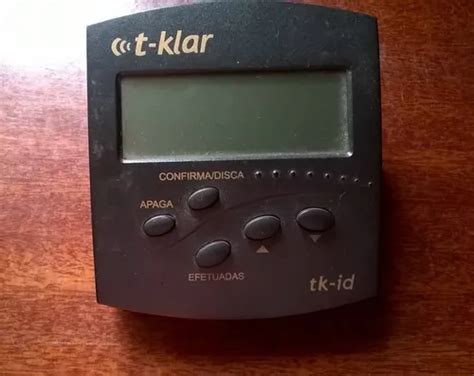 t-klar
CONFIRMA/DISCA
APAGA
EFETUADAS
tk-id